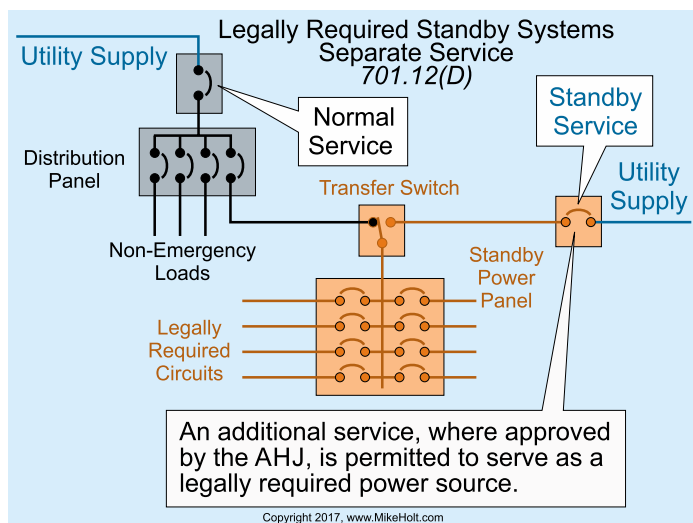 Legally Required Standby Systems
Separate Service
701.12(D)
Utility Supply
Normal
Service
Standby
Service
Distribution
Panel
Transfer Switch
Utility
Supply
Non-Emergency
Loads
Standby
Power
Panel
Legally
Required
Circuits
An additional service, where approved
by the AHJ, is permitted to serve as a
legally required power source.
Copyright 2017, www.MikeHolt.com